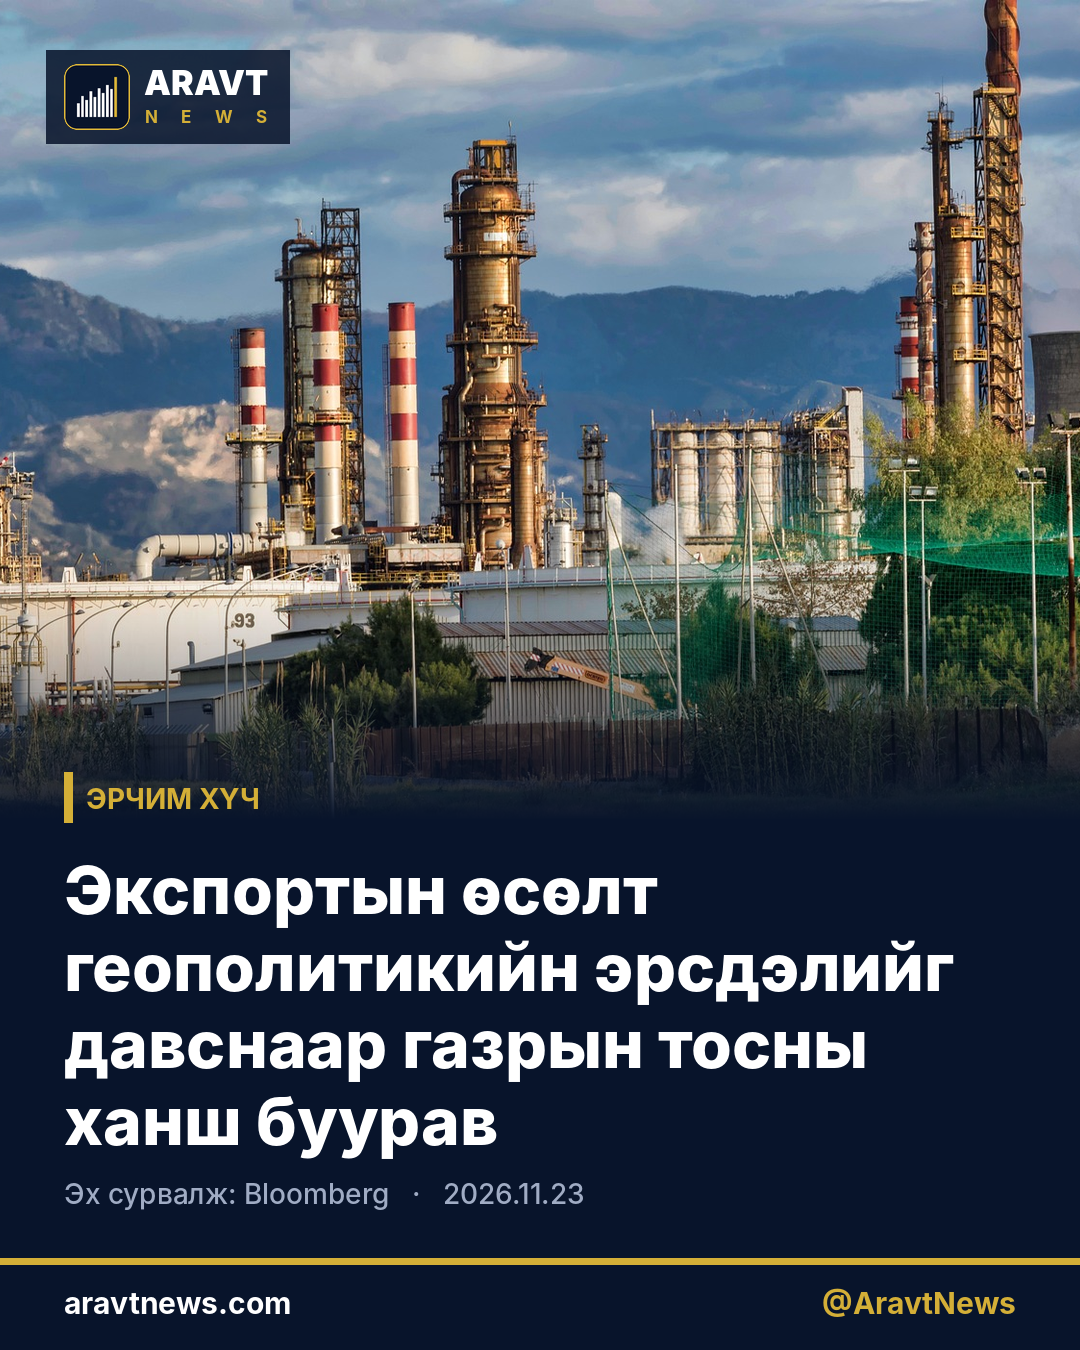 ARAVT
NEWS
93
ЭРЧИМ ХҮЧ
Экспортын өсөлт
геополитикийн эрсдэлийг
давснаар газрын тосны
ханш буурав
Эх сурвалж: Bloomberg · 2026.11.23
aravtnews.com
@AravtNews